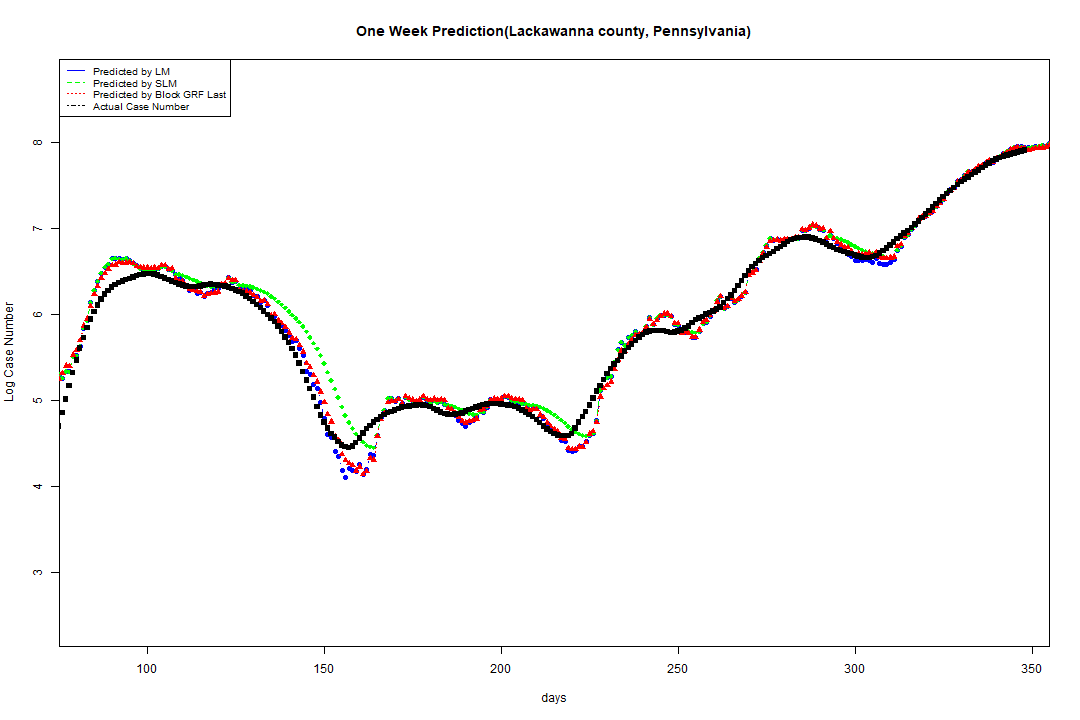 One Week Prediction(Lackawanna county, Pennsylvania)
Predicted by LM
Predicted by SLM
Predicted by Block GRF Last
Actual Case Number
8
7
6
5
4
3
Log Case Number
100 150 200 250 300 350
days